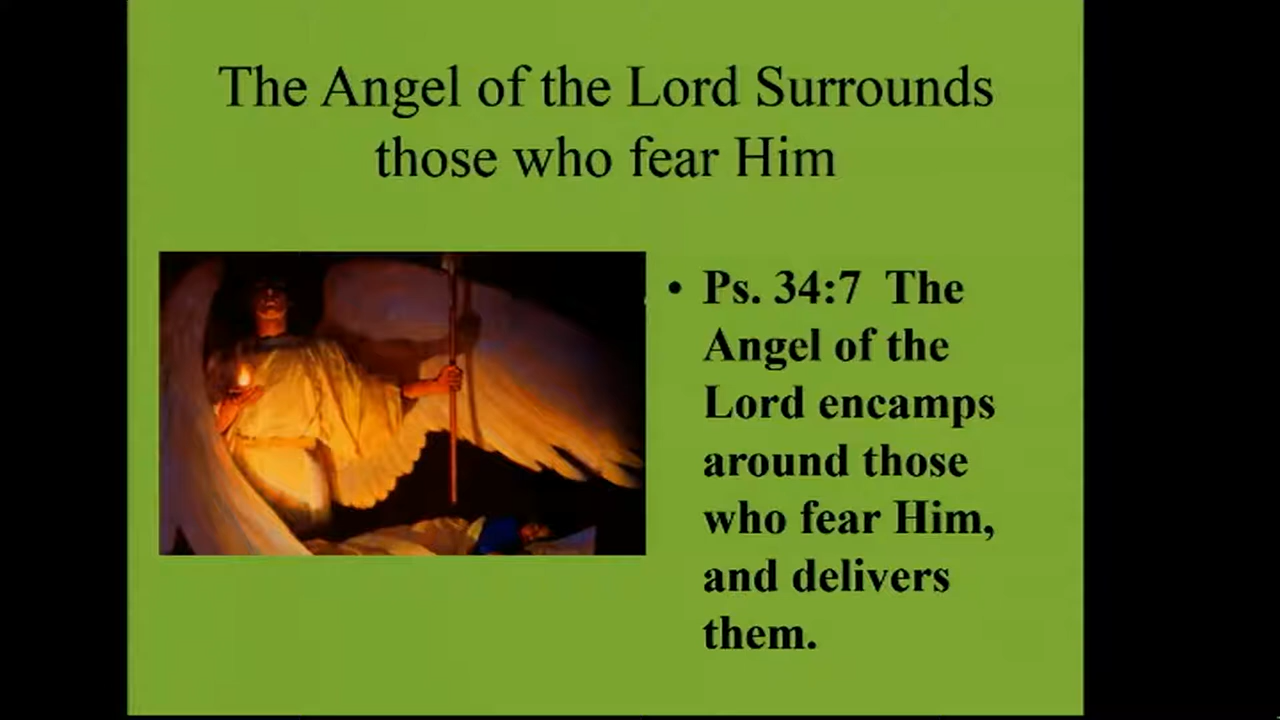 The Angel of the Lord Surrounds
those who fear Him
• Ps. 34:7 The
Angel of the
Lord encamps
around those
who fear Him,
and delivers
them.